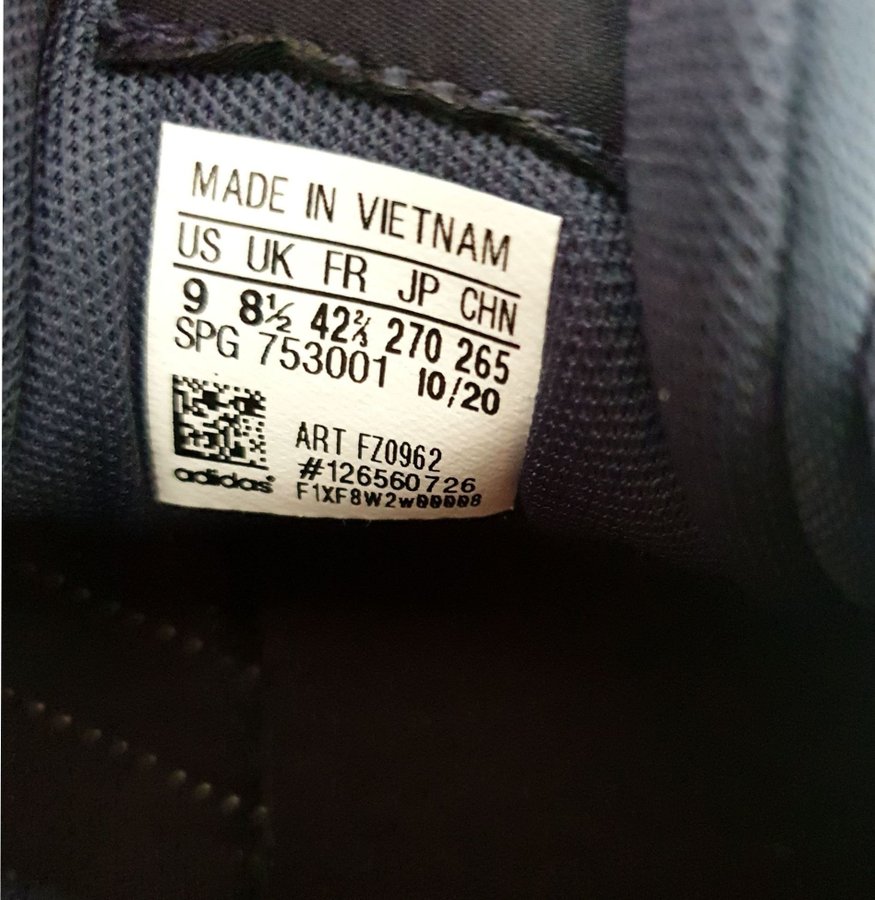 MADE IN VIETNAM
US UK FR JP CHN
9 8½ 42⅔ 270 265
SPG 753001 10/20
ART FZ0962
#126560726
adidas